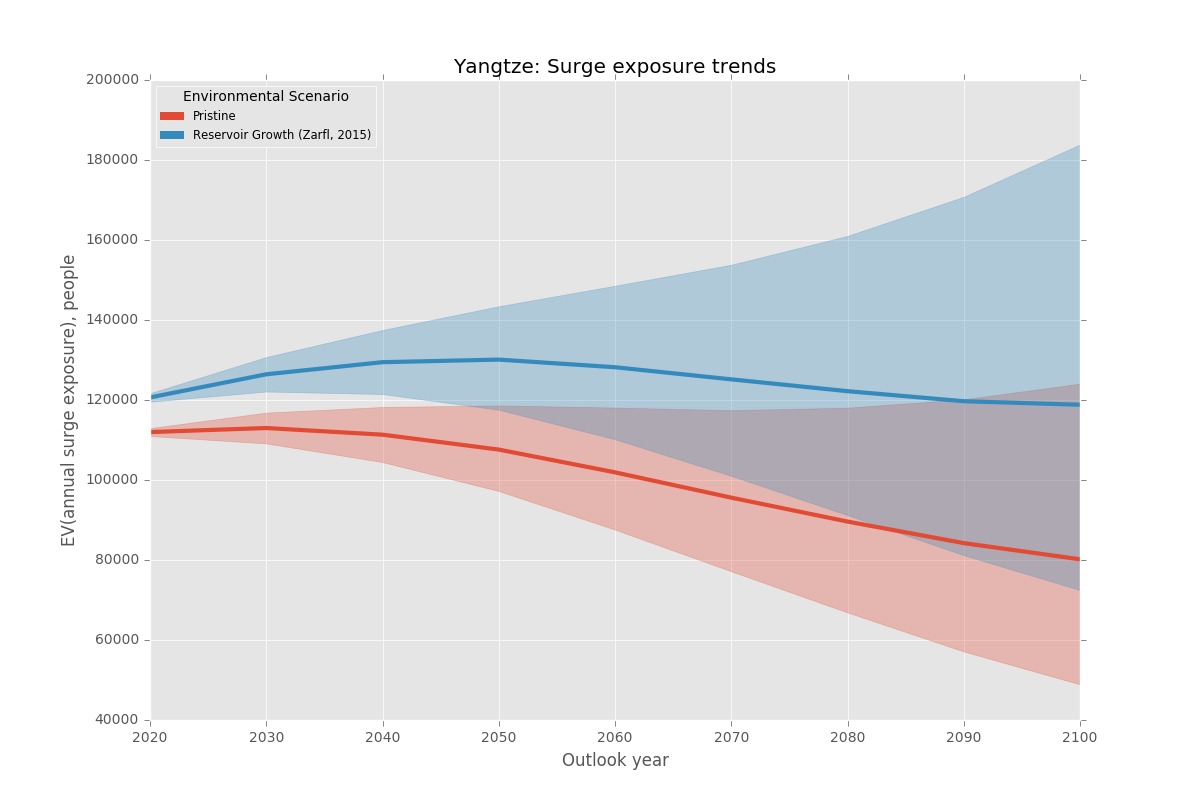 Yangtze: Surge exposure trends
Environmental Scenario
Pristine
Reservoir Growth (Zarfl, 2015)
EV(annual surge exposure), people
200000
180000
160000
140000
120000
100000
80000
60000
40000
2020 2030 2040 2050 2060 2070 2080 2090 2100
Outlook year